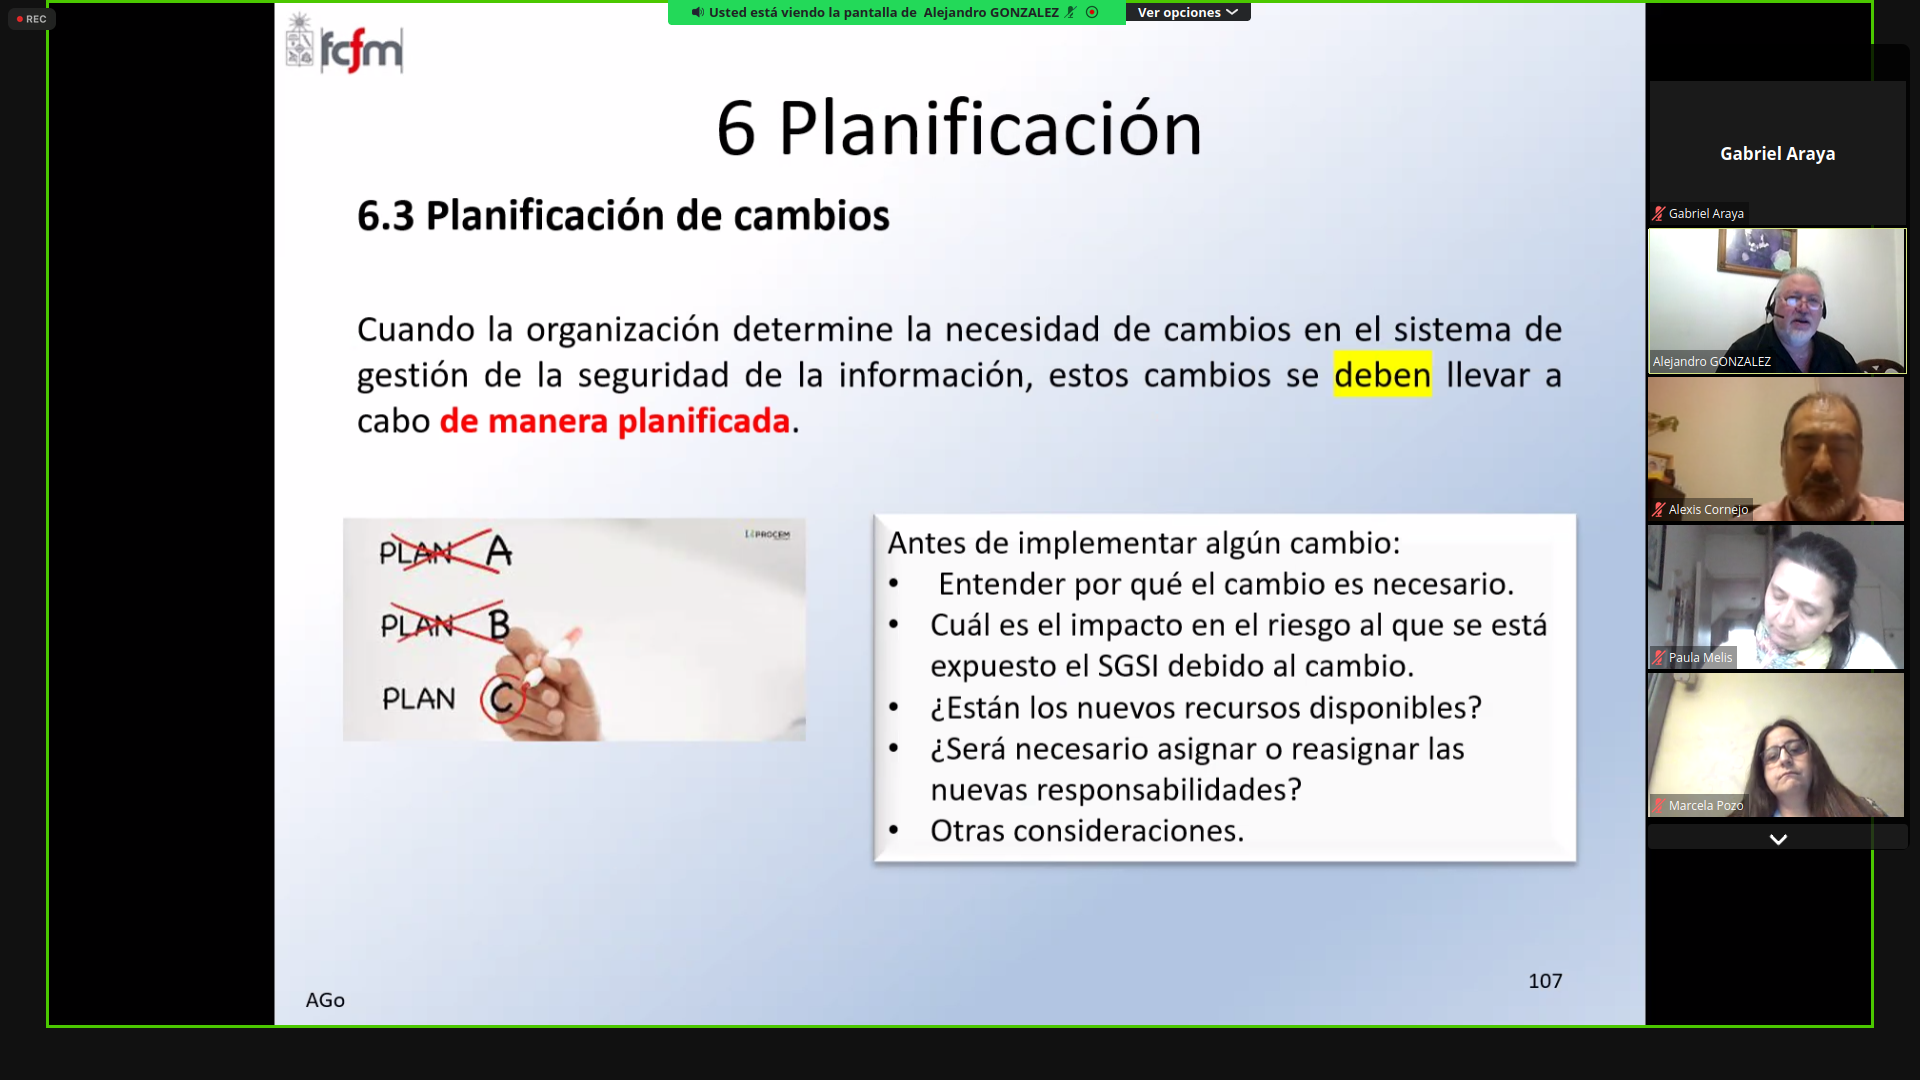 REC
Usted está viendo la pantalla de Alejandro GONZALEZ
Ver opciones
fcfm
6 Planificación
6.3 Planificación de cambios
Cuando la organización determine la necesidad de cambios en el sistema de
gestión de la seguridad de la información, estos cambios se deben llevar a
cabo de manera planificada.
PROCEM
PLAN A
PLAN B
PLAN C
Antes de implementar algún cambio:
• Entender por qué el cambio es necesario.
• Cuál es el impacto en el riesgo al que se está
expuesto el SGSI debido al cambio.
• ¿Están los nuevos recursos disponibles?
• ¿Será necesario asignar o reasignar las
nuevas responsabilidades?
• Otras consideraciones.
AGo
107
Gabriel Araya
Gabriel Araya
Alejandro GONZALEZ
Alexis Cornejo
Paula Melis
Marcela Pozo